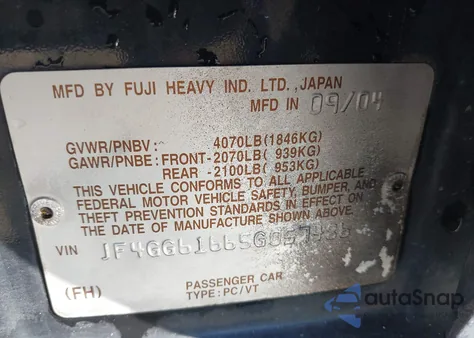 MFD BY FUJI HEAVY IND. LTD., JAPAN
MFD IN 09/04
GVWR/PNBV: 4070LB(1846KG)
GAWR/PNBE: FRONT-2070LB( 939KG)
REAR -2100LB( 953KG)
THIS VEHICLE CONFORMS TO ALL APPLICABLE
FEDERAL MOTOR VEHICLE SAFETY, BUMPER, AND
THEFT PREVENTION STANDARDS IN EFFECT ON
THE DATE OF MANUFACTURE SHOWN ABOVE.
VIN
PASSENGER CAR
(FH) TYPE: PC/VT
autoSnap